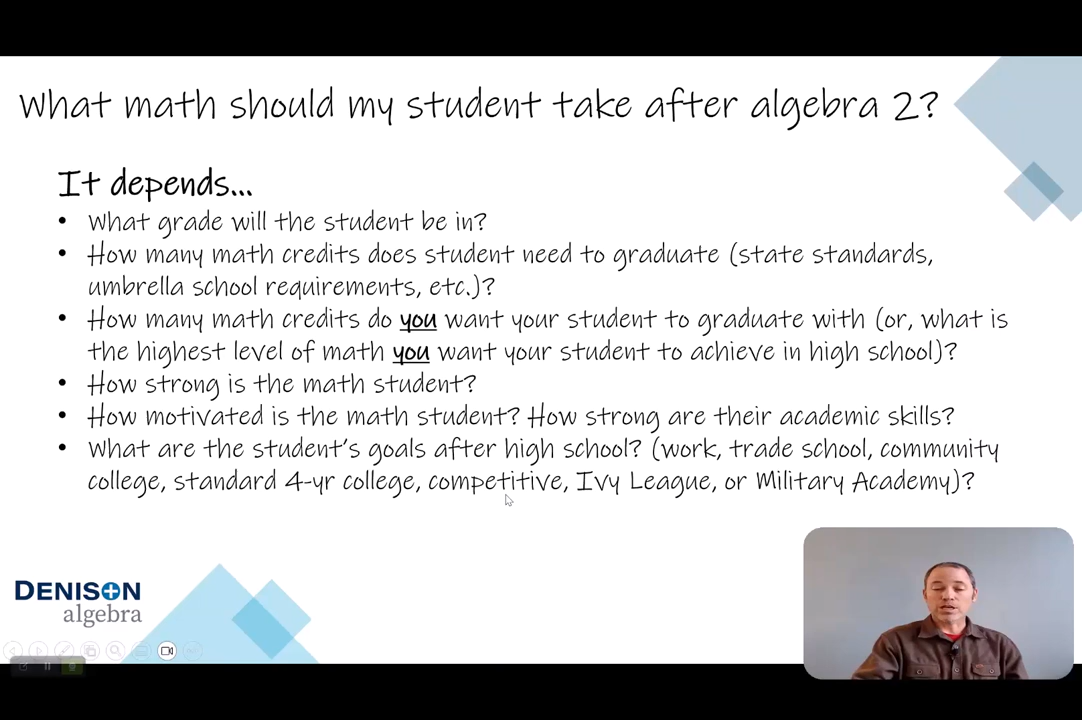 What math should my student take after algebra 2?
It depends...
• What grade will the student be in?
• How many math credits does student need to graduate (state standards,
umbrella school requirements, etc.)?
• How many math credits do you want your student to graduate with (or, what is
the highest level of math you want your student to achieve in high school)?
• How strong is the math student?
• How motivated is the math student? How strong are their academic skills?
• What are the student's goals after high school? (work, trade school, community
college, standard 4-yr college, competitive, Ivy League, or Military Academy)?
DENISON
algebra